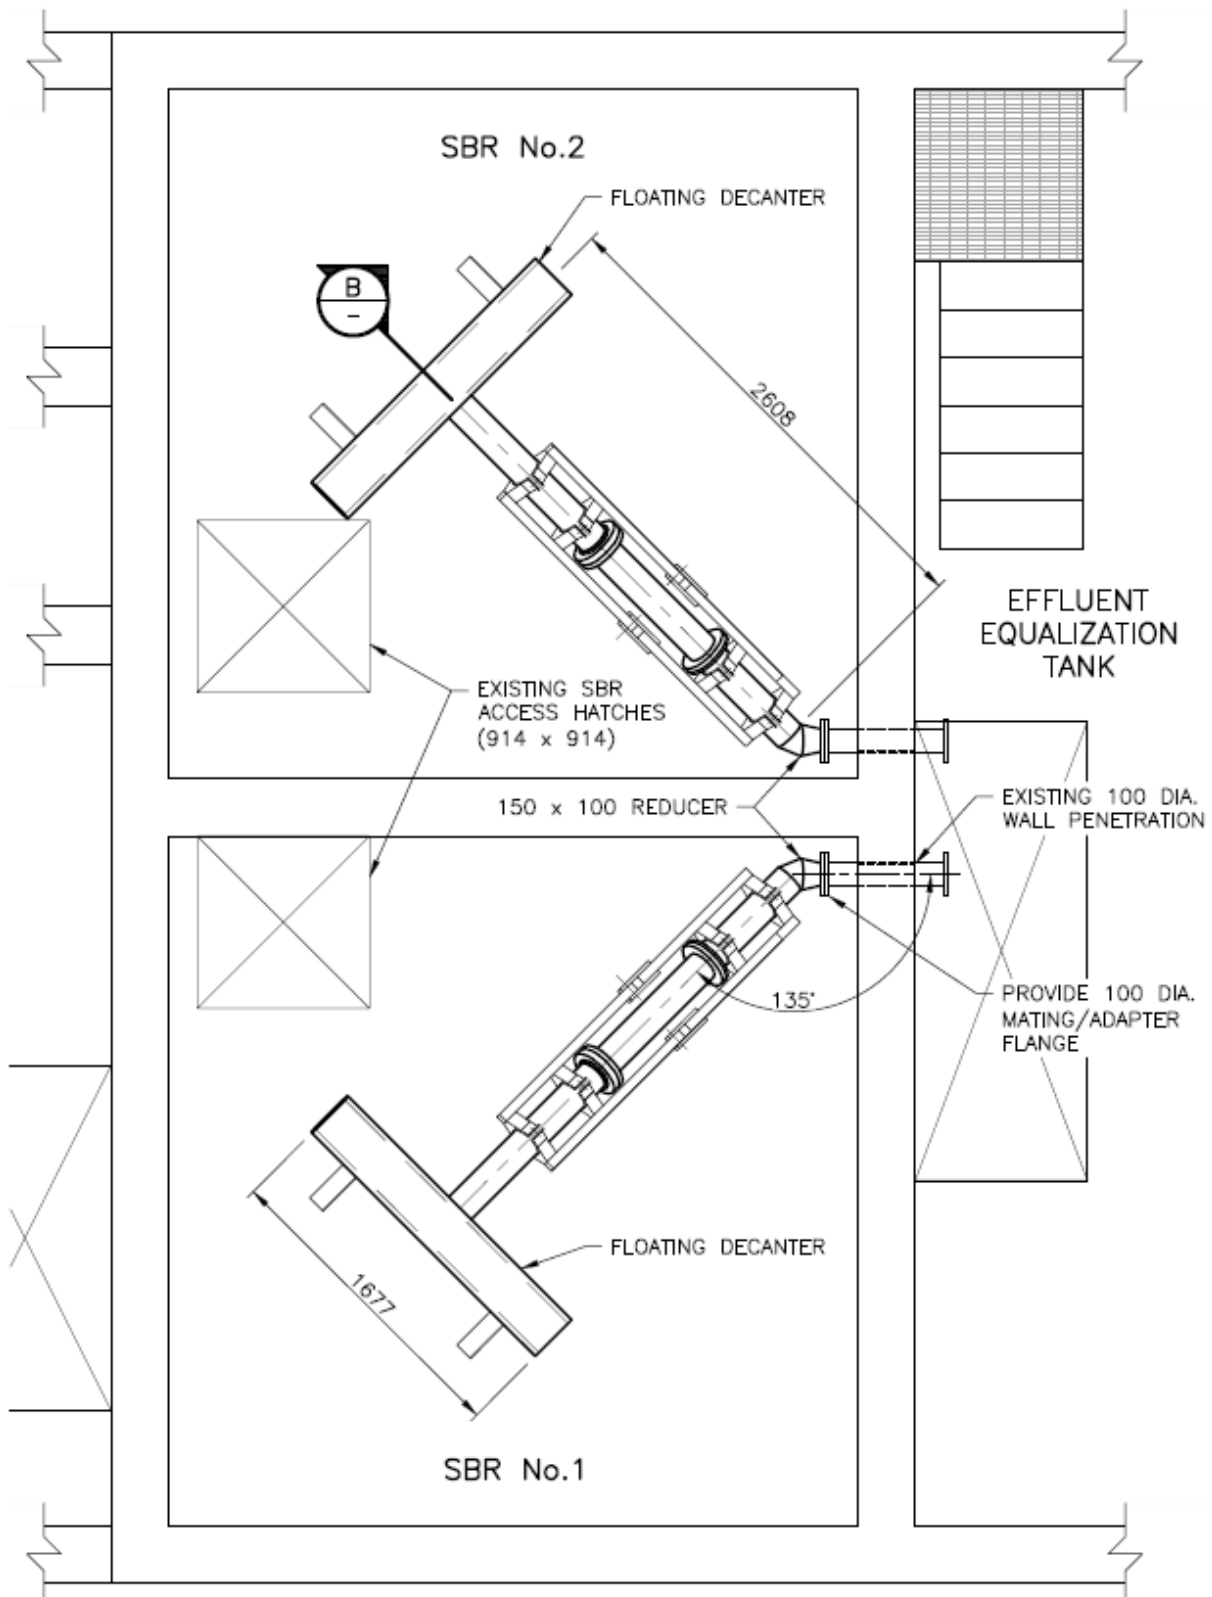 SBR No.2
FLOATING DECANTER
B
-
2608
EFFLUENT
EQUALIZATION
TANK
EXISTING SBR
ACCESS HATCHES
(914 x 914)
150 x 100 REDUCER
EXISTING 100 DIA.
WALL PENETRATION
135°
PROVIDE 100 DIA.
MATING/ADAPTER
FLANGE
FLOATING DECANTER
1677
SBR No.1